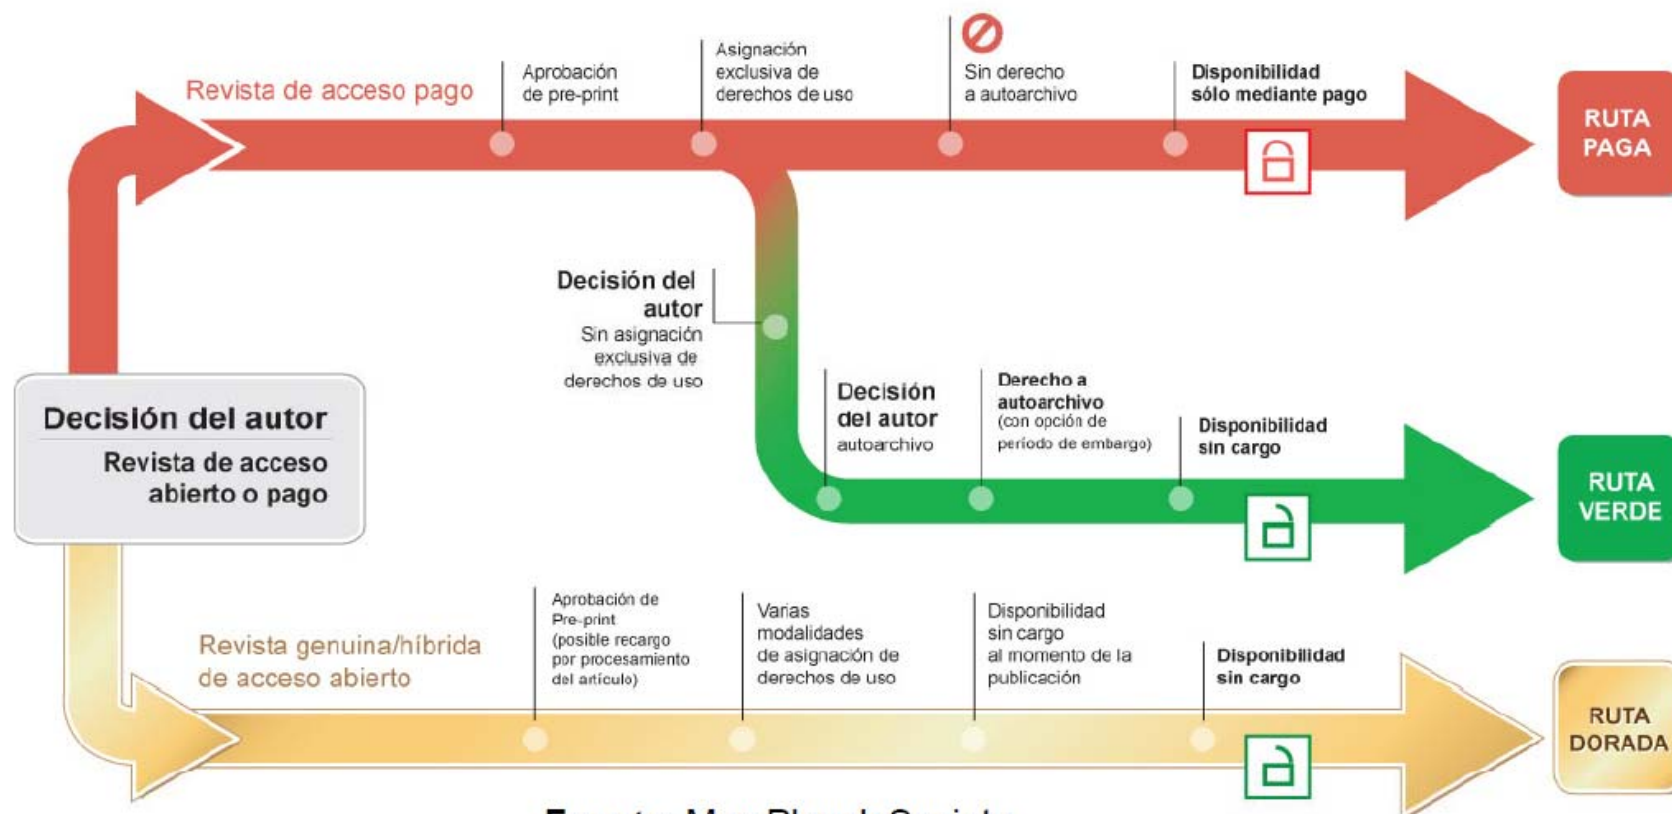 Revista de acceso pago
Aprobación
de pre-print
Asignación
exclusiva de
derechos de uso
Sin derecho
a autoarchivo
Disponibilidad
sólo mediante pago
RUTA
PAGA
Decisión del
autor
Sin asignación
exclusiva de
derechos de uso
Decisión del autor
Revista de acceso
abierto o pago
Decisión
del autor
autoarchivo
Derecho a
autoarchivo
(con opción de
período de embargo)
Disponibilidad
sin cargo
RUTA
VERDE
Revista genuina/híbrida
de acceso abierto
Aprobación de
Pre-print
(posible recargo
por procesamiento
del artículo)
Varias
modalidades
de asignación de
derechos de uso
Disponibilidad
sin cargo
al momento de la
publicación
Disponibilidad
sin cargo
RUTA
DORADA